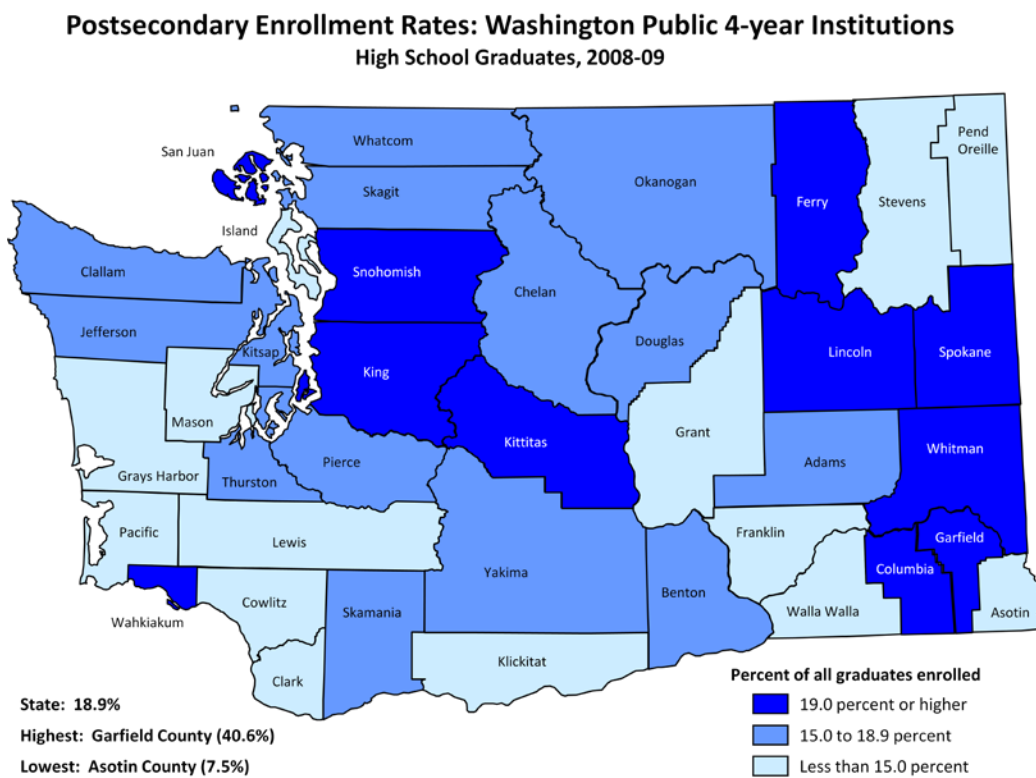 Postsecondary Enrollment Rates: Washington Public 4-year Institutions
High School Graduates, 2008-09
San Juan
Whatcom
Skagit
Okanogan
Ferry
Stevens
Pend
Oreille
Island
Snohomish
Clallam
Chelan
Jefferson
Kitsap
Douglas
King
Lincoln
Spokane
Mason
Grant
Kittitas
Whitman
Grays Harbor
Thurston
Pierce
Adams
Pacific
Lewis
Franklin
Garfield
Yakima
Columbia
Wahkiakum
Cowlitz
Skamania
Benton
Walla Walla
Asotin
Klickitat
Clark
Percent of all graduates enrolled
19.0 percent or higher
15.0 to 18.9 percent
Less than 15.0 percent
State: 18.9%
Highest: Garfield County (40.6%)
Lowest: Asotin County (7.5%)